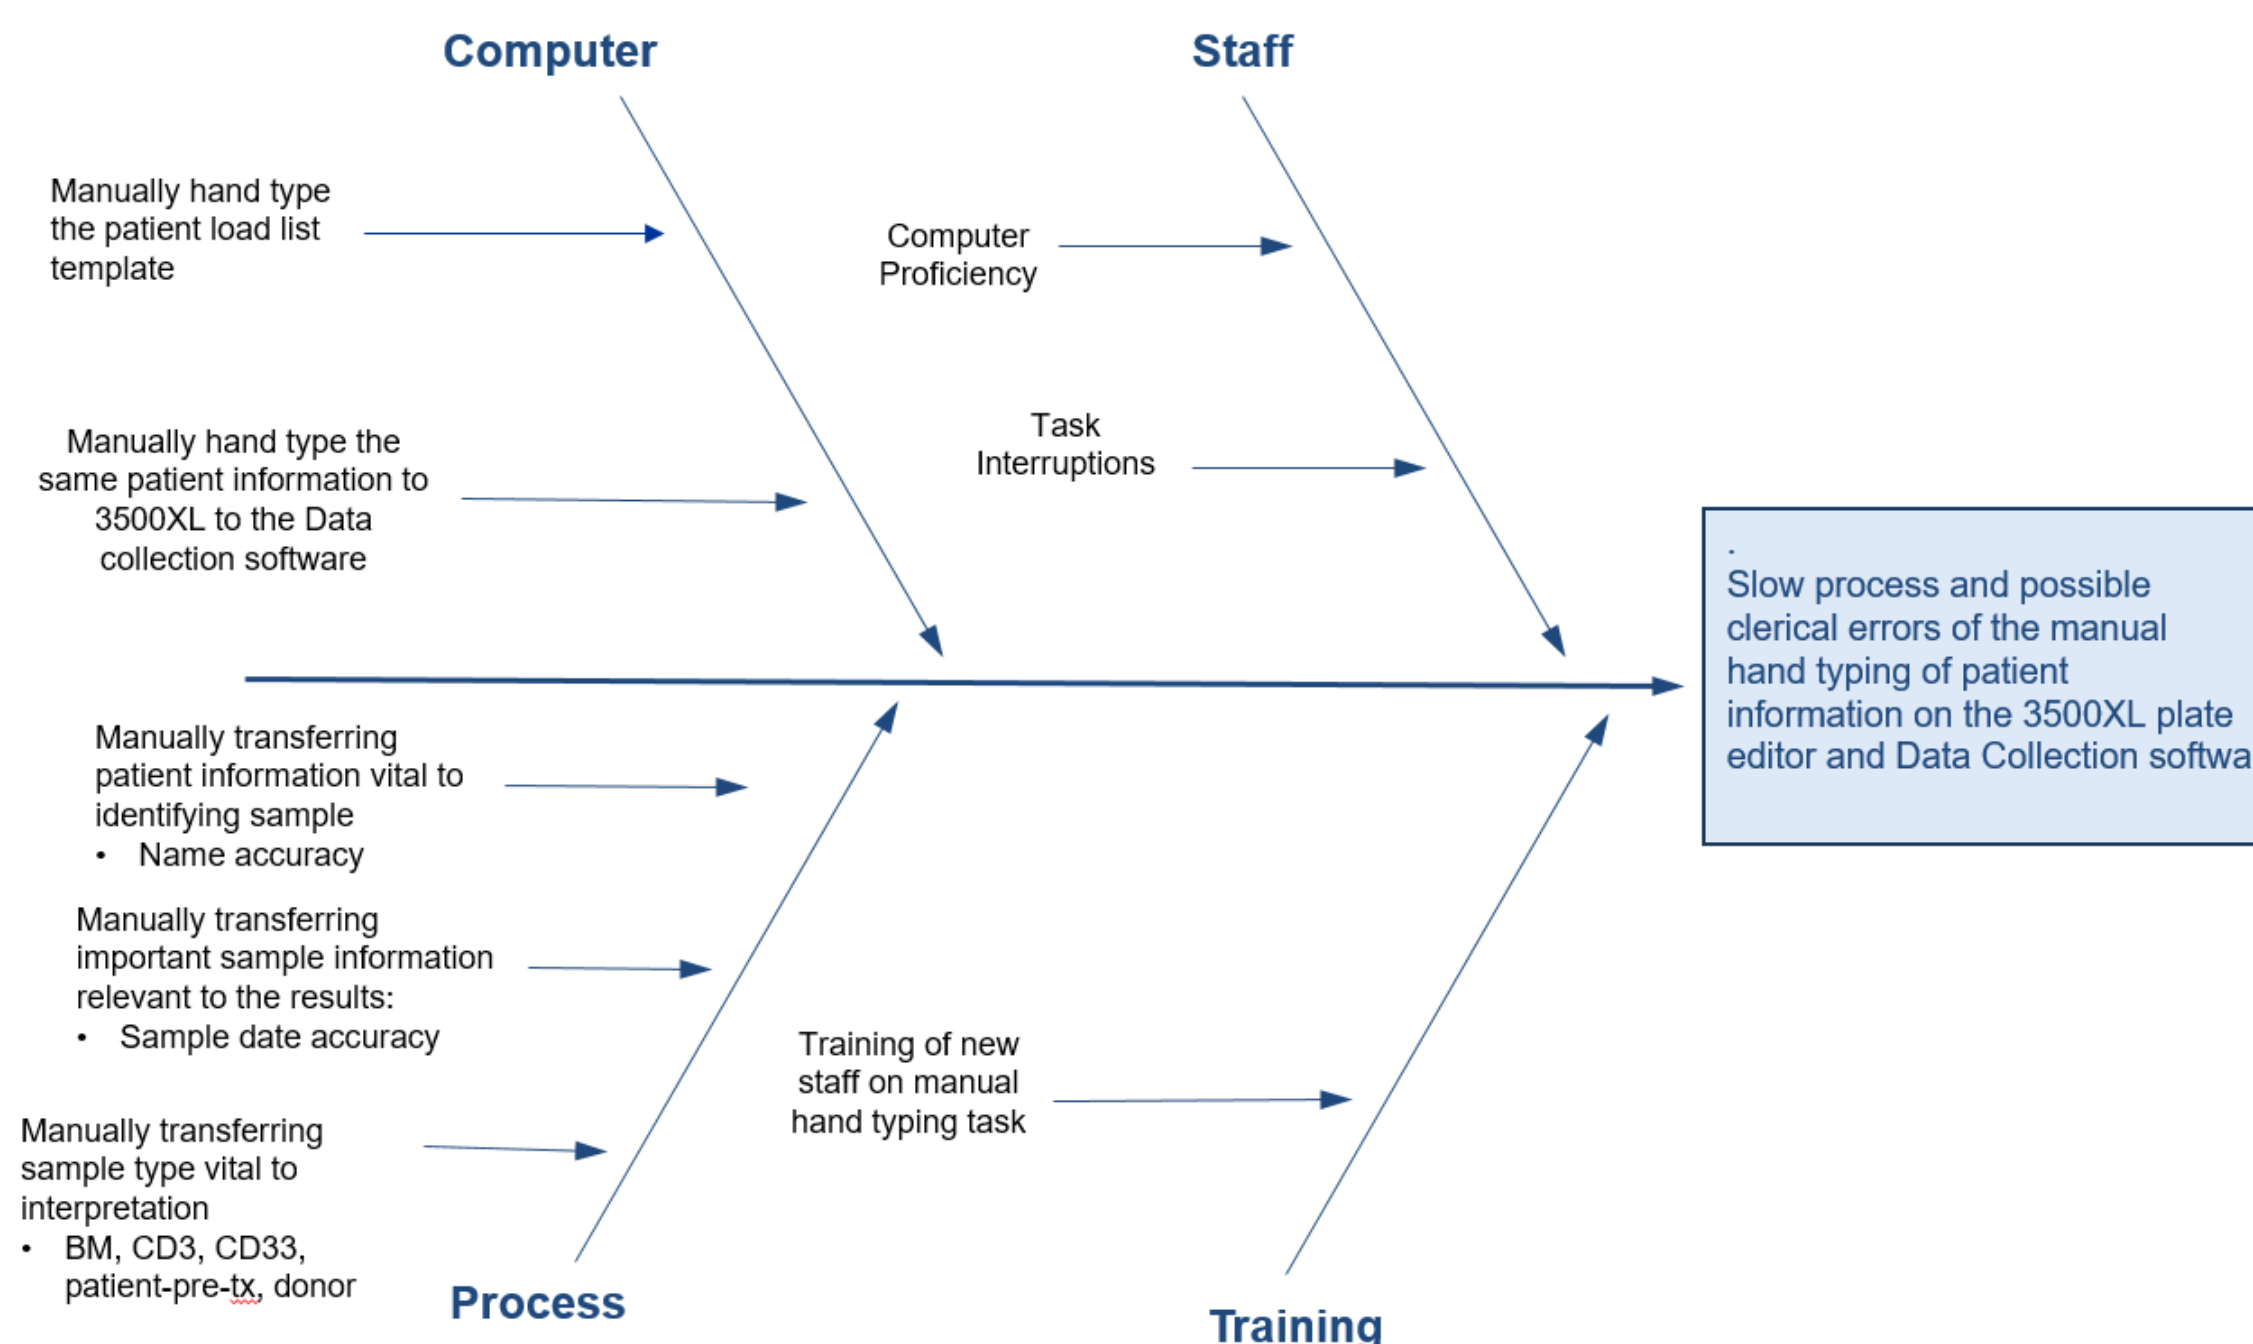 Computer
Staff
Manually hand type
the patient load list
template
Computer
Proficiency
Manually hand type the
same patient information to
3500XL to the Data
collection software
Task
Interruptions
.
Slow process and possible
clerical errors of the manual
hand typing of patient
information on the 3500XL plate
editor and Data Collection softwa
Manually transferring
patient information vital to
identifying sample
• Name accuracy
Manually transferring
important sample information
relevant to the results:
• Sample date accuracy
Manually transferring
sample type vital to
interpretation
• BM, CD3, CD33,
patient-pre-tx, donor
Training of new
staff on manual
hand typing task
Process
Training